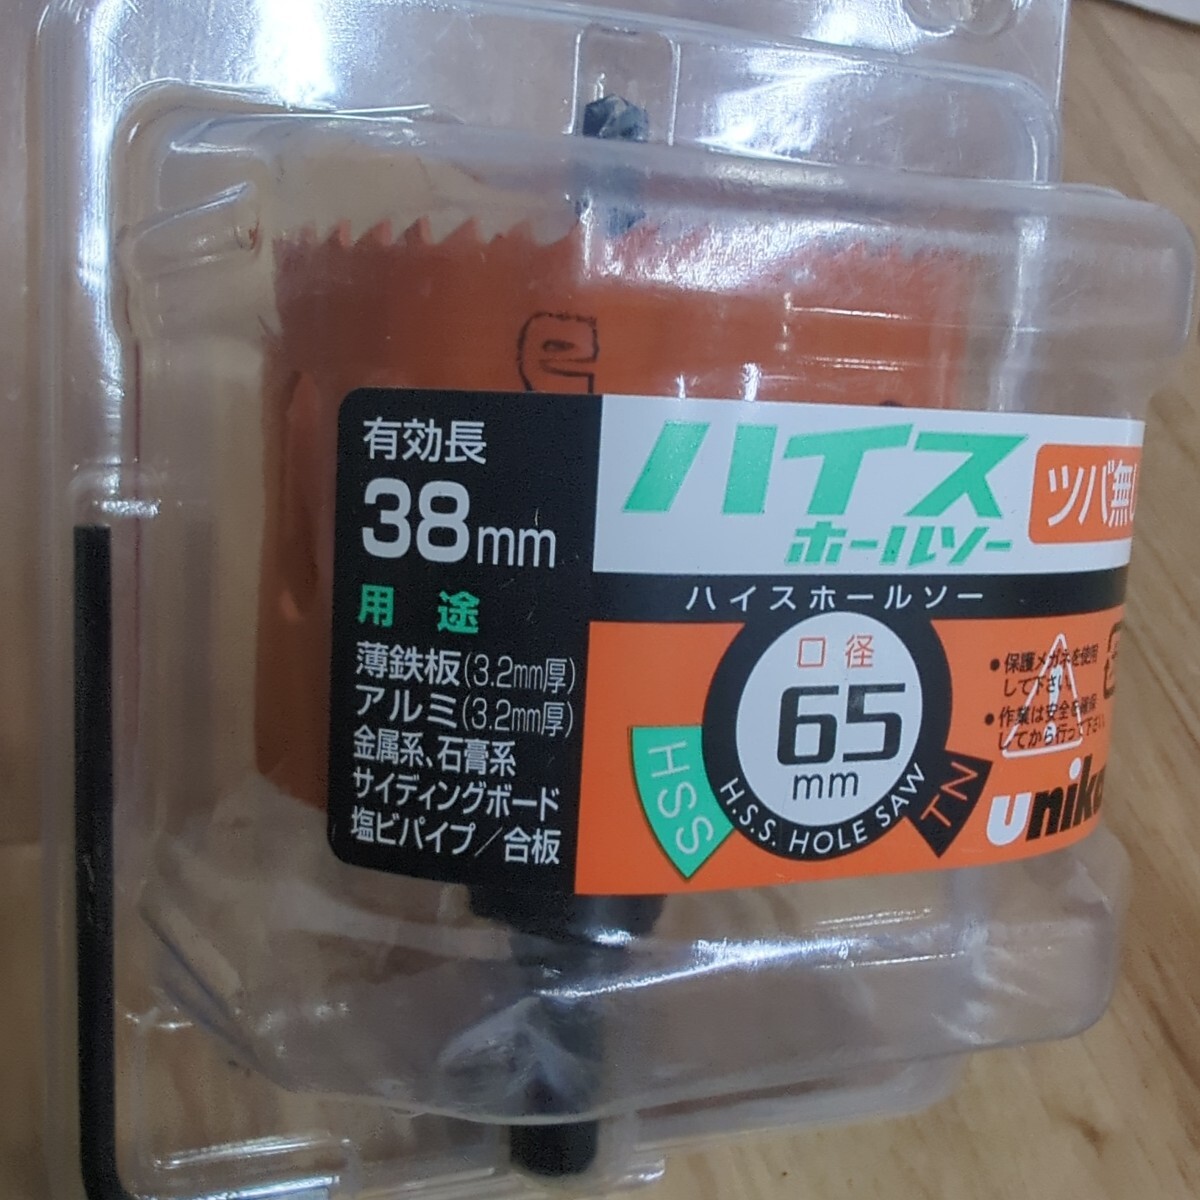 有効長
38mm
用 途
薄鉄板(3.2mm厚)
アルミ(3.2mm厚)
金属系、石膏系
サイディングボード
塩ビパイプ/合板
ハイス
ホールソー
ツバ無し
ハイスホールソー
口径
65
mm
HSS
H.S.S. HOLE SAW
TN
●保護メガネを使用
して下さい。
●作業は安全を確保
してから行って下さい。
unika